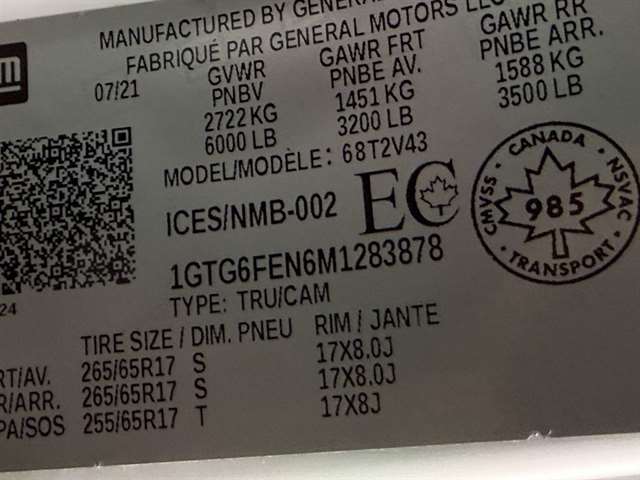 MANUFACTURED BY GENERAL
FABRIQUÉ PAR GENERAL MOTORS LLC
07/21
GVWR
PNBV
2722 KG
6000 LB
GAWR FRT
PNBE AV.
1451 KG
3200 LB
GAWR RR
PNBE ARR.
1588 KG
3500 LB
MODEL/MODÈLE: 68T2V43
ICES/NMB-002 EC
CANADA
CMVSS 985 NSVAC
TRANSPORT
1GTG6FEN6M1283878
TYPE: TRU/CAM
24
TIRE SIZE / DIM. PNEU RIM / JANTE
RT/AV. 265/65R17 S 17X8.0J
R/ARR. 265/65R17 S 17X8.0J
PA/SOS 255/65R17 T 17X8J